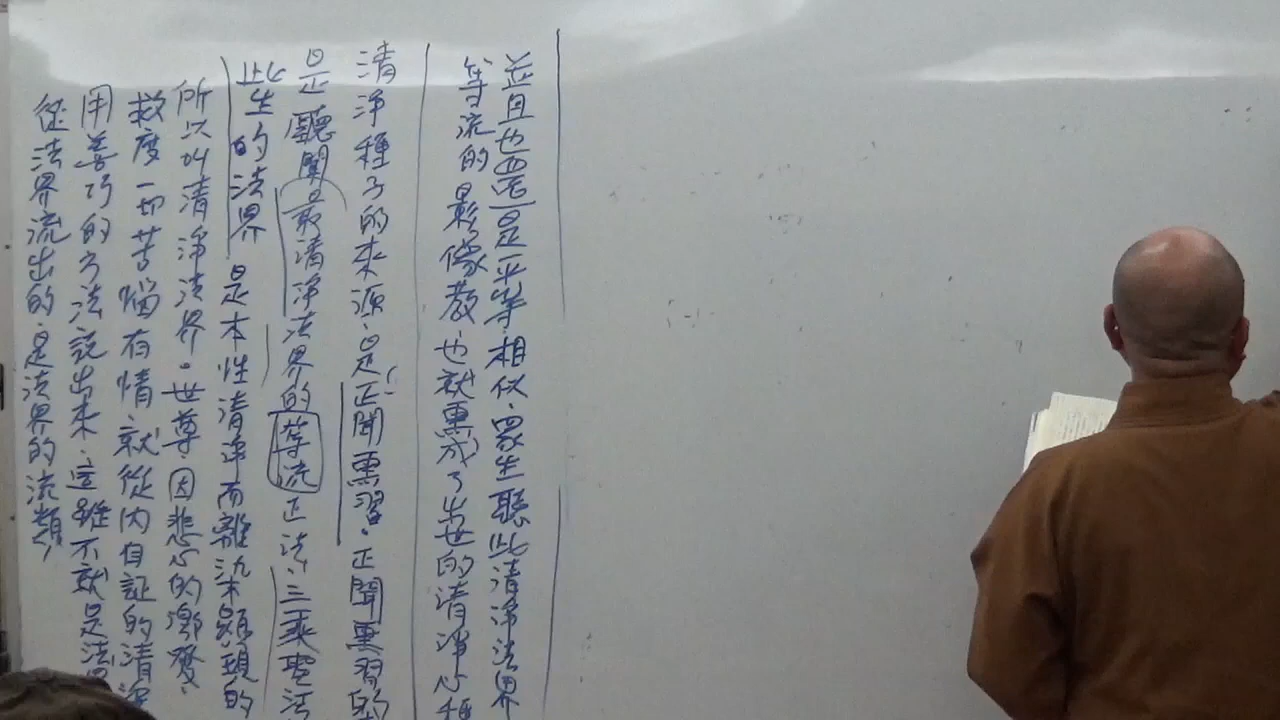 並且也還是平等、相似、眾生聽此清淨法界
等流的影像教、也就熏成了出世的清淨心種
清淨種子的來源、是正聞熏習。正聞熏習的
是聽聞最清淨法界的等流正法、三乘聖法
此生的法界 是本性清淨而離染顯現的
所以叫清淨法界。世尊因悲心的激發、
救度一切苦惱有情、就從內自証的清淨
用善巧的方法說出來、這雖不就是法界
從法界流出的、是法界的流類、